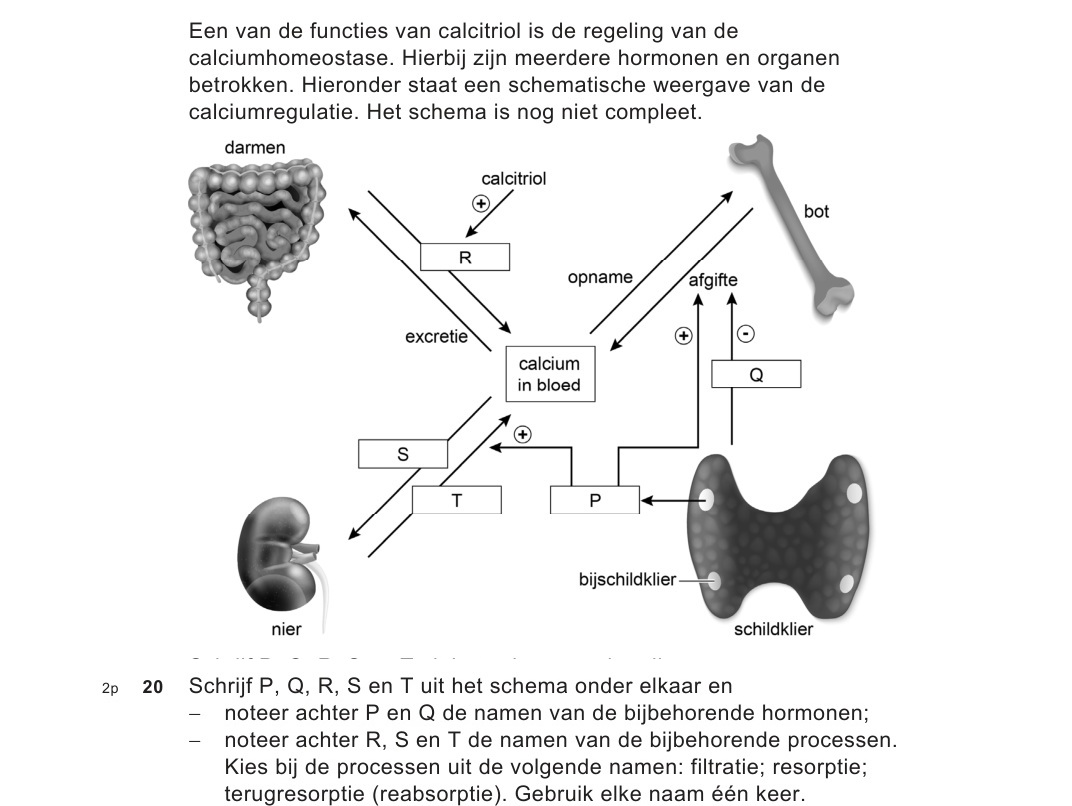 Een van de functies van calcitriol is de regeling van de
calciumhomeostase. Hierbij zijn meerdere hormonen en organen
betrokken. Hieronder staat een schematische weergave van de
calciumregulatie. Het schema is nog niet compleet.
darmen
calcitriol
+
bot
R
opname
afgifte
excretie
+
-
calcium
in bloed
Q
+
S
T
P
bijschildklier
nier
schildklier
2p 20 Schrijf P, Q, R, S en T uit het schema onder elkaar en
– noteer achter P en Q de namen van de bijbehorende hormonen;
– noteer achter R, S en T de namen van de bijbehorende processen.
Kies bij de processen uit de volgende namen: filtratie; resorptie;
terugresorptie (reabsorptie). Gebruik elke naam één keer.